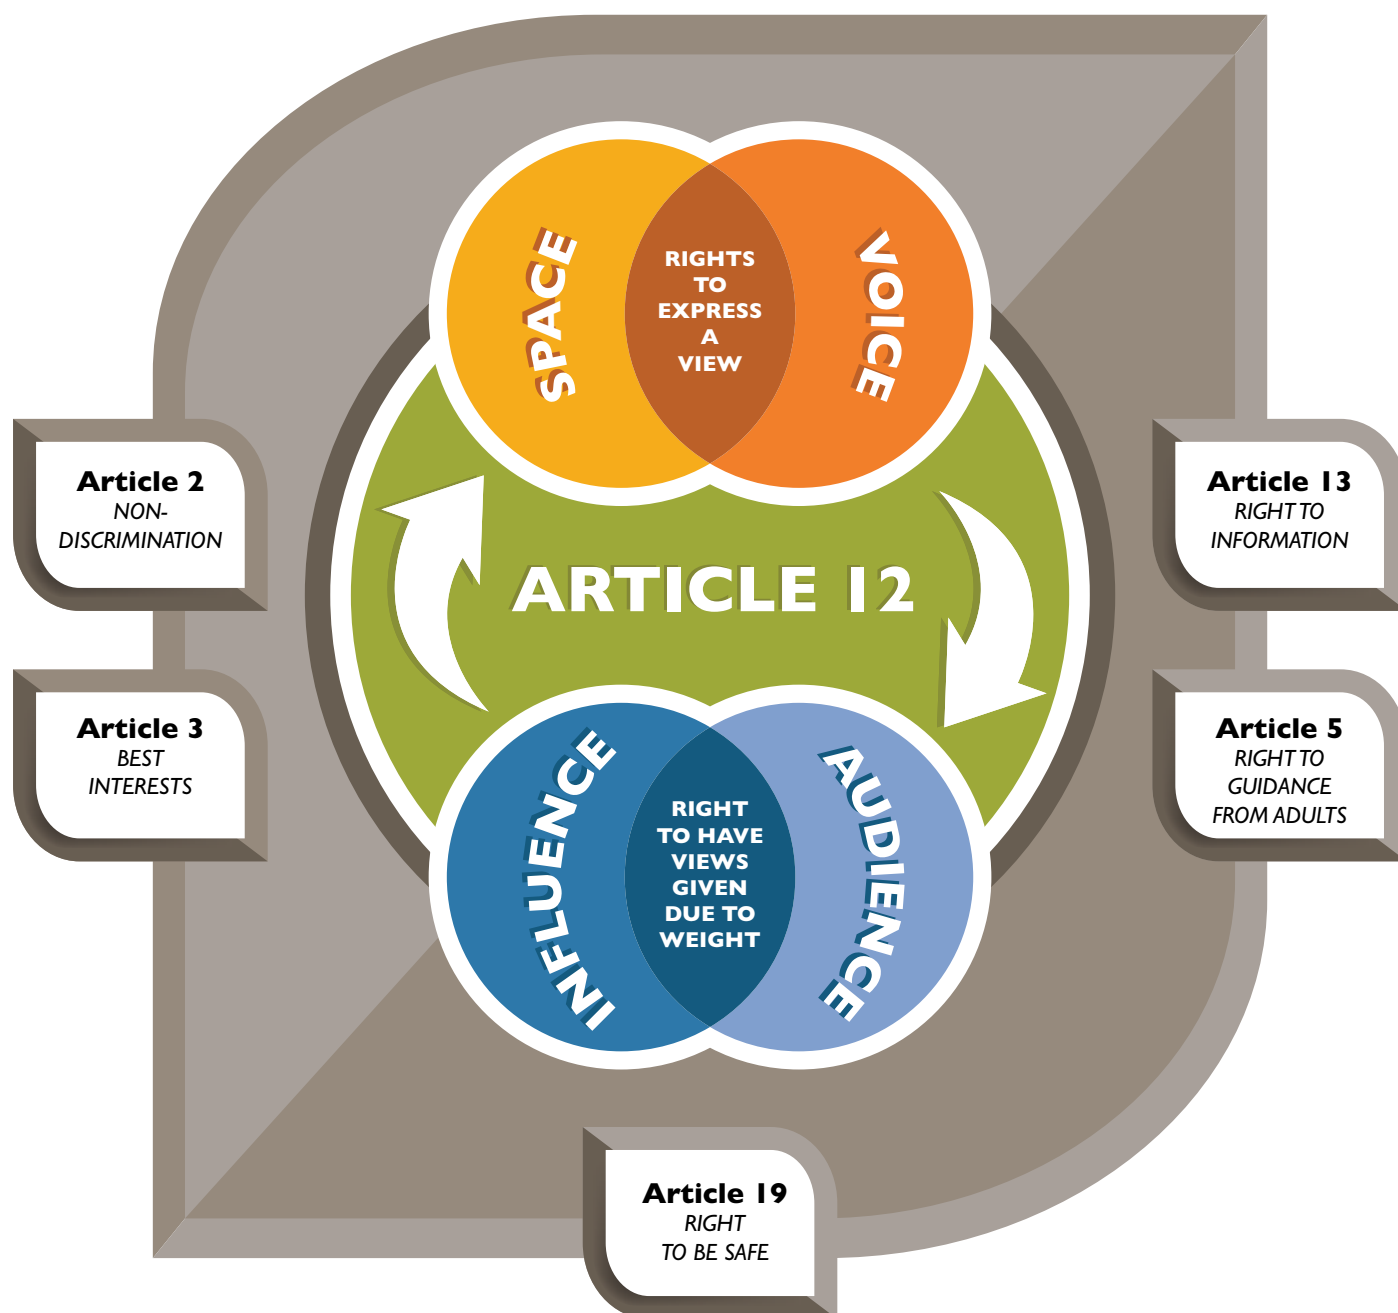 SPACE
RIGHTS
TO
EXPRESS
A
VIEW
VOICE
Article 2
NON-
DISCRIMINATION
Article 13
RIGHT TO
INFORMATION
ARTICLE 12
Article 3
BEST
INTERESTS
Article 5
RIGHT TO
GUIDANCE
FROM ADULTS
INFLUENCE
RIGHT
TO HAVE
VIEWS
GIVEN
DUE TO
WEIGHT
AUDIENCE
Article 19
RIGHT
TO BE SAFE